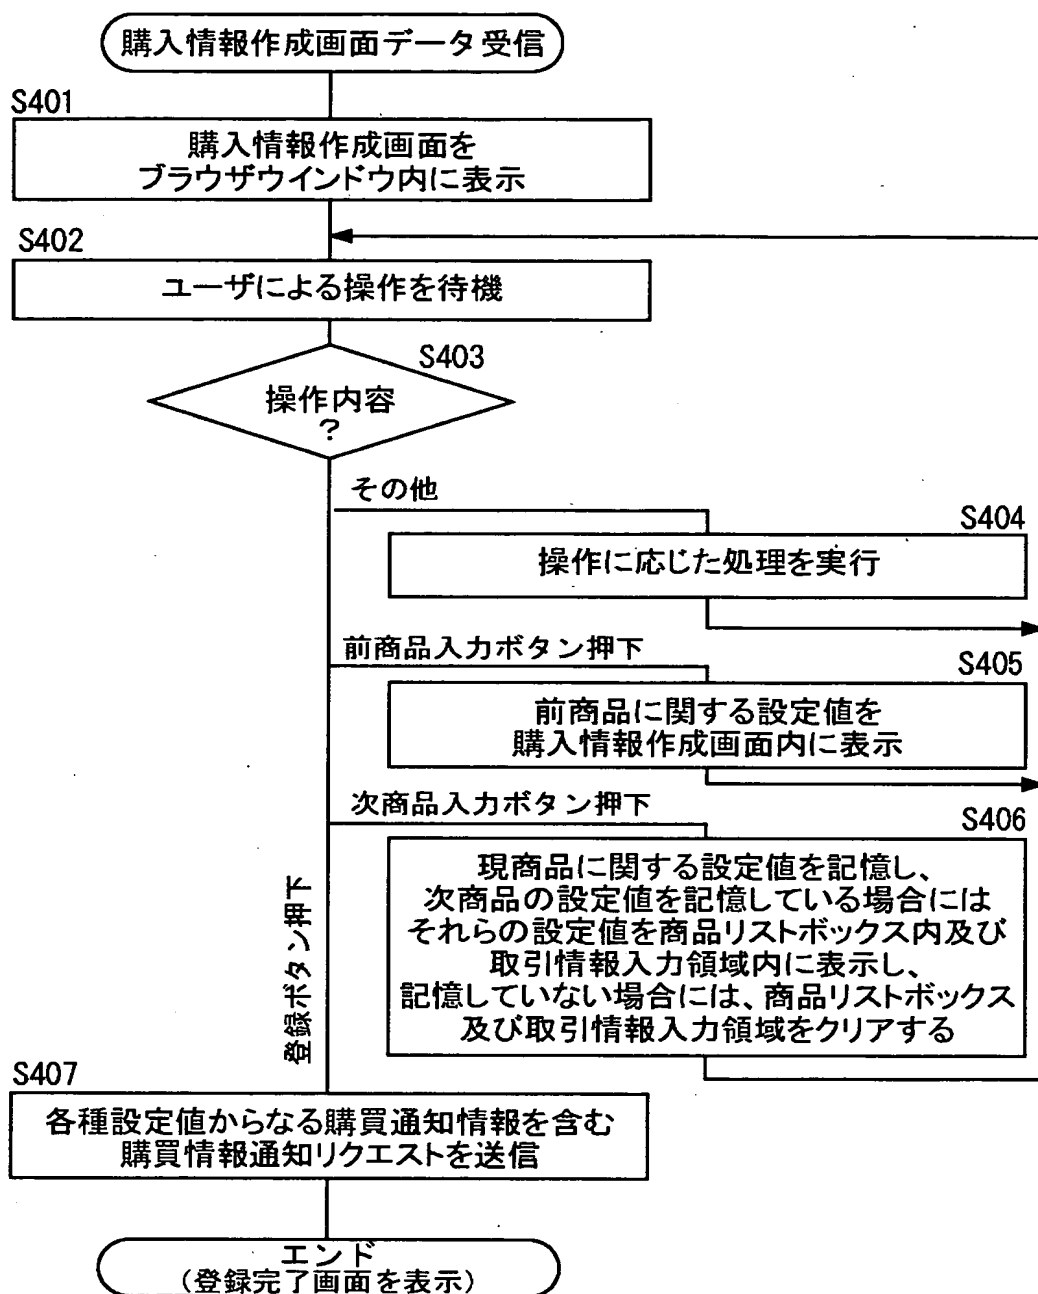 購入情報作成画面データ受信
S401
購入情報作成画面を
ブラウザウインドウ内に表示
S402
ユーザによる操作を待機
S403
操作内容
?
その他
S404
操作に応じた処理を実行
前商品入力ボタン押下
S405
前商品に関する設定値を
購入情報作成画面内に表示
次商品入力ボタン押下
S406
現商品に関する設定値を記憶し、
次商品の設定値を記憶している場合には
それらの設定値を商品リストボックス内及び
取引情報入力領域内に表示し、
記憶していない場合には、商品リストボックス
及び取引情報入力領域をクリアする
登録ボタン押下
S407
各種設定値からなる購買通知情報を含む
購買情報通知リクエストを送信
エンド
(登録完了画面を表示)